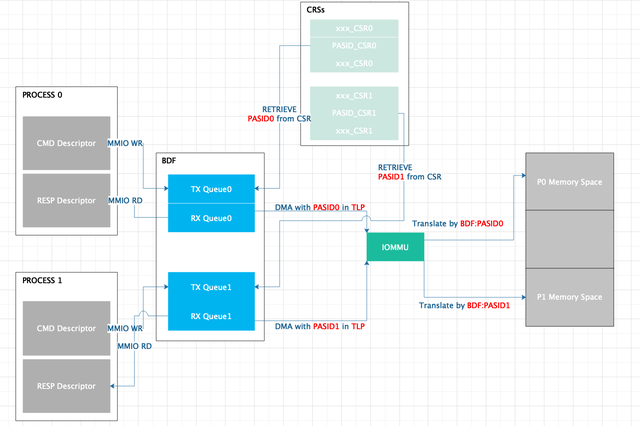 CRSs
xxx_CSR0
PASID_CSR0
xxx_CSR0
xxx_CSR1
PASID_CSR1
xxx_CSR1
RETRIEVE
PASID0 from CSR
RETRIEVE
PASID1 from CSR
PROCESS 0
CMD Descriptor
RESP Descriptor
MMIO WR
MMIO RD
BDF
TX Queue0
RX Queue0
TX Queue1
RX Queue1
DMA with PASID0 in TLP
DMA with PASID1 in TLP
IOMMU
Translate by BDF:PASID0
Translate by BDF:PASID1
P0 Memory Space
P1 Memory Space
PROCESS 1
CMD Descriptor
RESP Descriptor
MMIO WR
MMIO RD